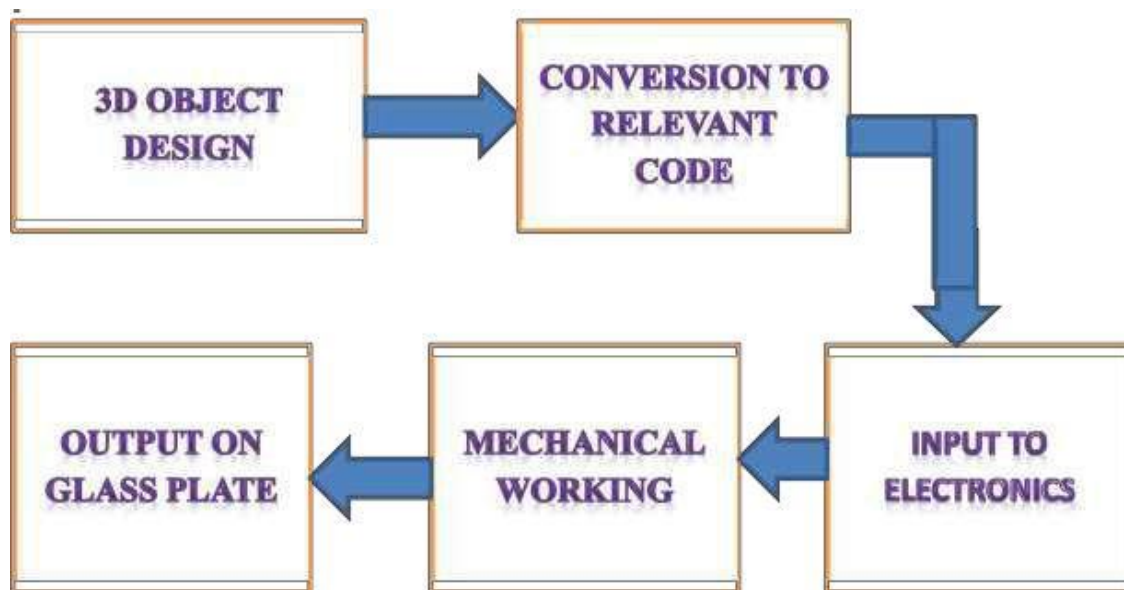 3D OBJECT
DESIGN
CONVERSION TO
RELEVANT
CODE
INPUT TO
ELECTRONICS
MECHANICAL
WORKING
OUTPUT ON
GLASS PLATE